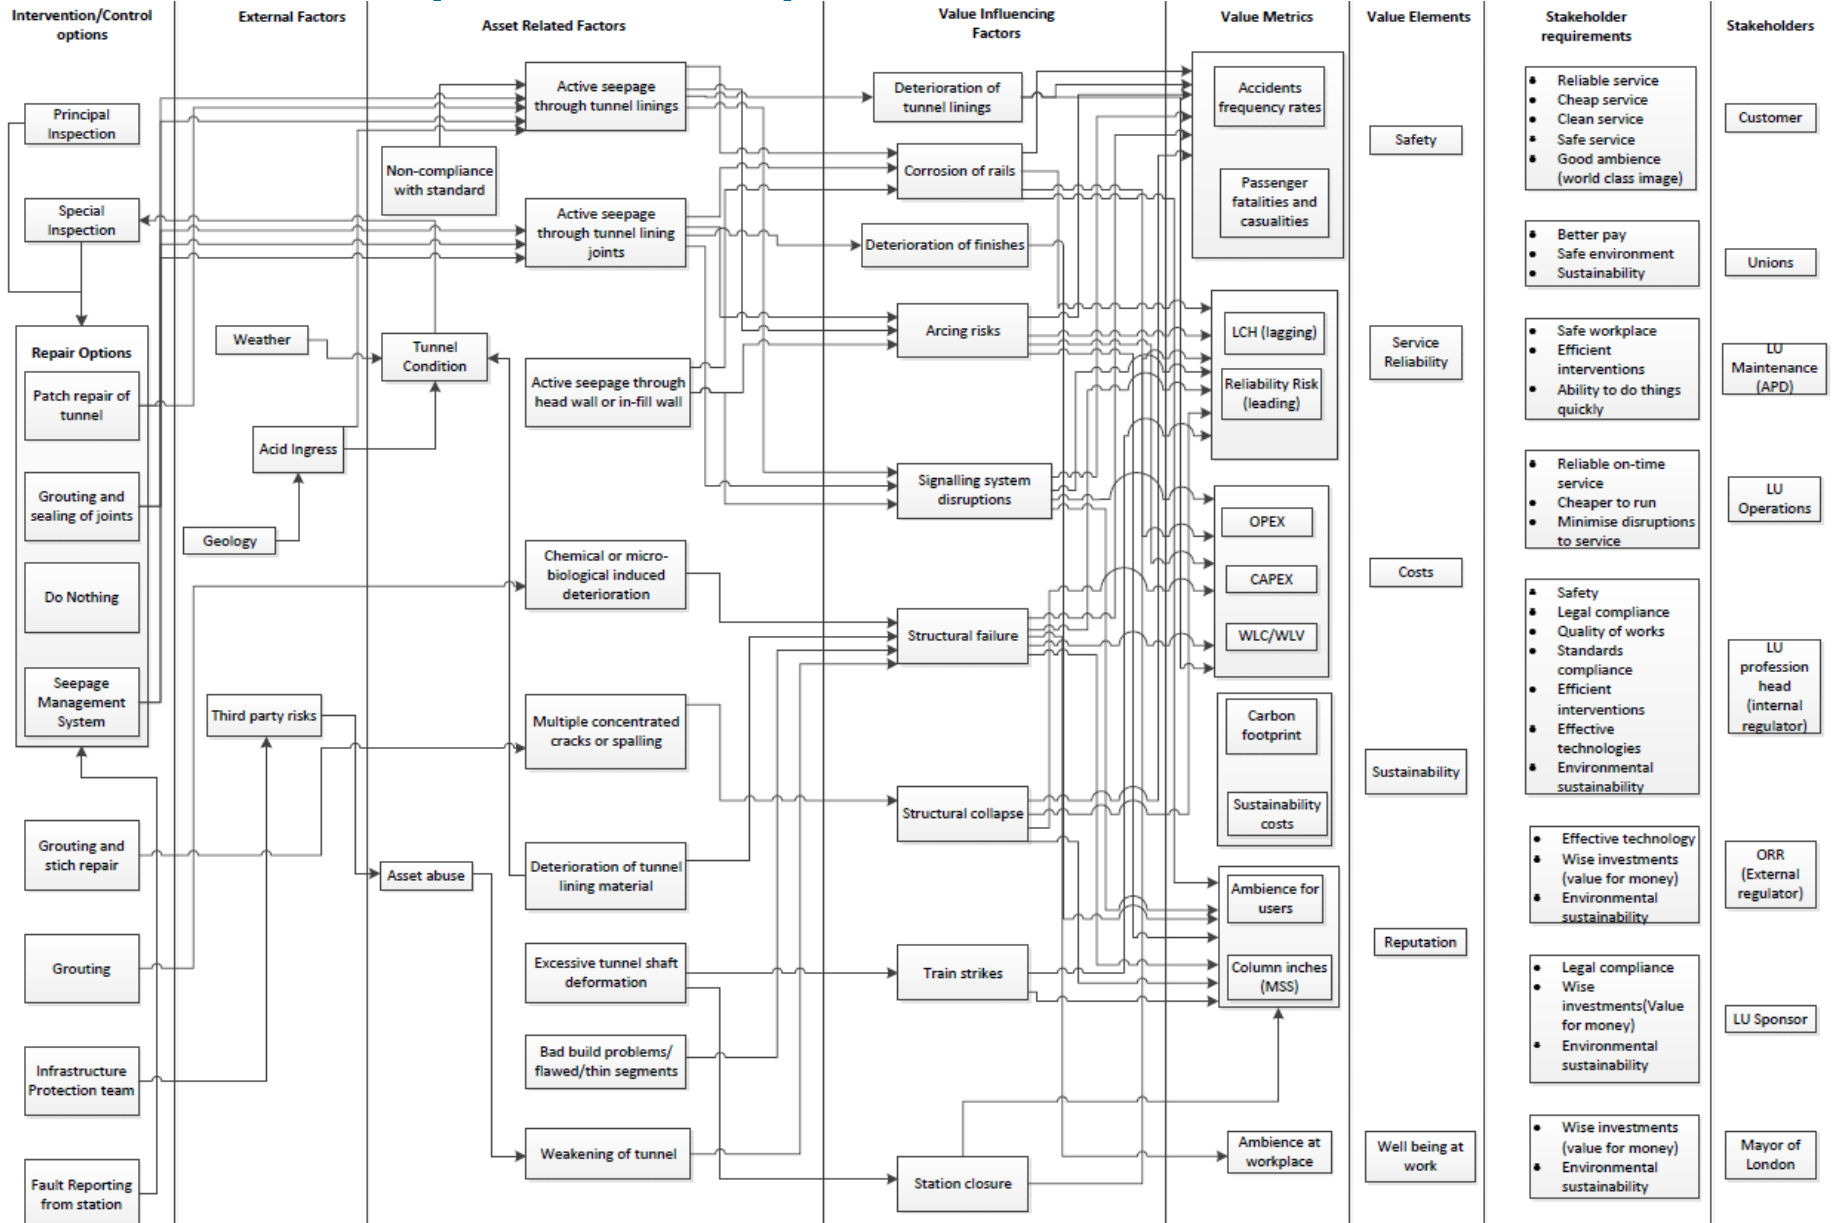 Intervention/Control
options
External Factors
Asset Related Factors
Value Influencing
Factors
Value Metrics
Value Elements
Stakeholder
requirements
Stakeholders
Principal
Inspection
Special
Inspection
Repair Options
Patch repair of
tunnel
Grouting and
sealing of joints
Do Nothing
Seepage
Management
System
Grouting and
stich repair
Grouting
Infrastructure
Protection team
Fault Reporting
from station
Weather
Acid Ingress
Geology
Third party risks
Active seepage
through tunnel linings
Non-compliance
with standard
Active seepage
through tunnel lining
joints
Tunnel
Condition
Active seepage through
head wall or in-fill wall
Chemical or micro-
biological induced
deterioration
Multiple concentrated
cracks or spalling
Asset abuse
Deterioration of tunnel
lining material
Excessive tunnel shaft
deformation
Bad build problems/
flawed/thin segments
Weakening of tunnel
Deterioration of
tunnel linings
Corrosion of rails
Deterioration of finishes
Arcing risks
Signalling system
disruptions
Structural failure
Structural collapse
Train strikes
Station closure
Accidents
frequency rates
Passenger
fatalities and
casualities
LCH (lagging)
Reliability Risk
(leading)
OPEX
CAPEX
WLC/WLV
Carbon
footprint
Sustainability
costs
Ambience for
users
Column inches
(MSS)
Ambience at
workplace
Safety
Service
Reliability
Costs
Sustainability
Reputation
Well being at
work
• Reliable service
• Cheap service
• Clean service
• Safe service
• Good ambience
(world class image)
• Better pay
• Safe environment
• Sustainability
• Safe workplace
• Efficient
interventions
• Ability to do things
quickly
• Reliable on-time
service
• Cheaper to run
• Minimise disruptions
to service
• Safety
• Legal compliance
• Quality of works
• Standards
compliance
• Efficient
interventions
• Effective
technologies
• Environmental
sustainability
• Effective technology
• Wise investments
(value for money)
• Environmental
sustainability
• Legal compliance
• Wise
investments(Value
for money)
• Environmental
sustainability
• Wise investments
(value for money)
• Environmental
sustainability
Customer
Unions
LU
Maintenance
(APD)
LU
Operations
LU
profession
head
(internal
regulator)
ORR
(External
regulator)
LU Sponsor
Mayor of
London